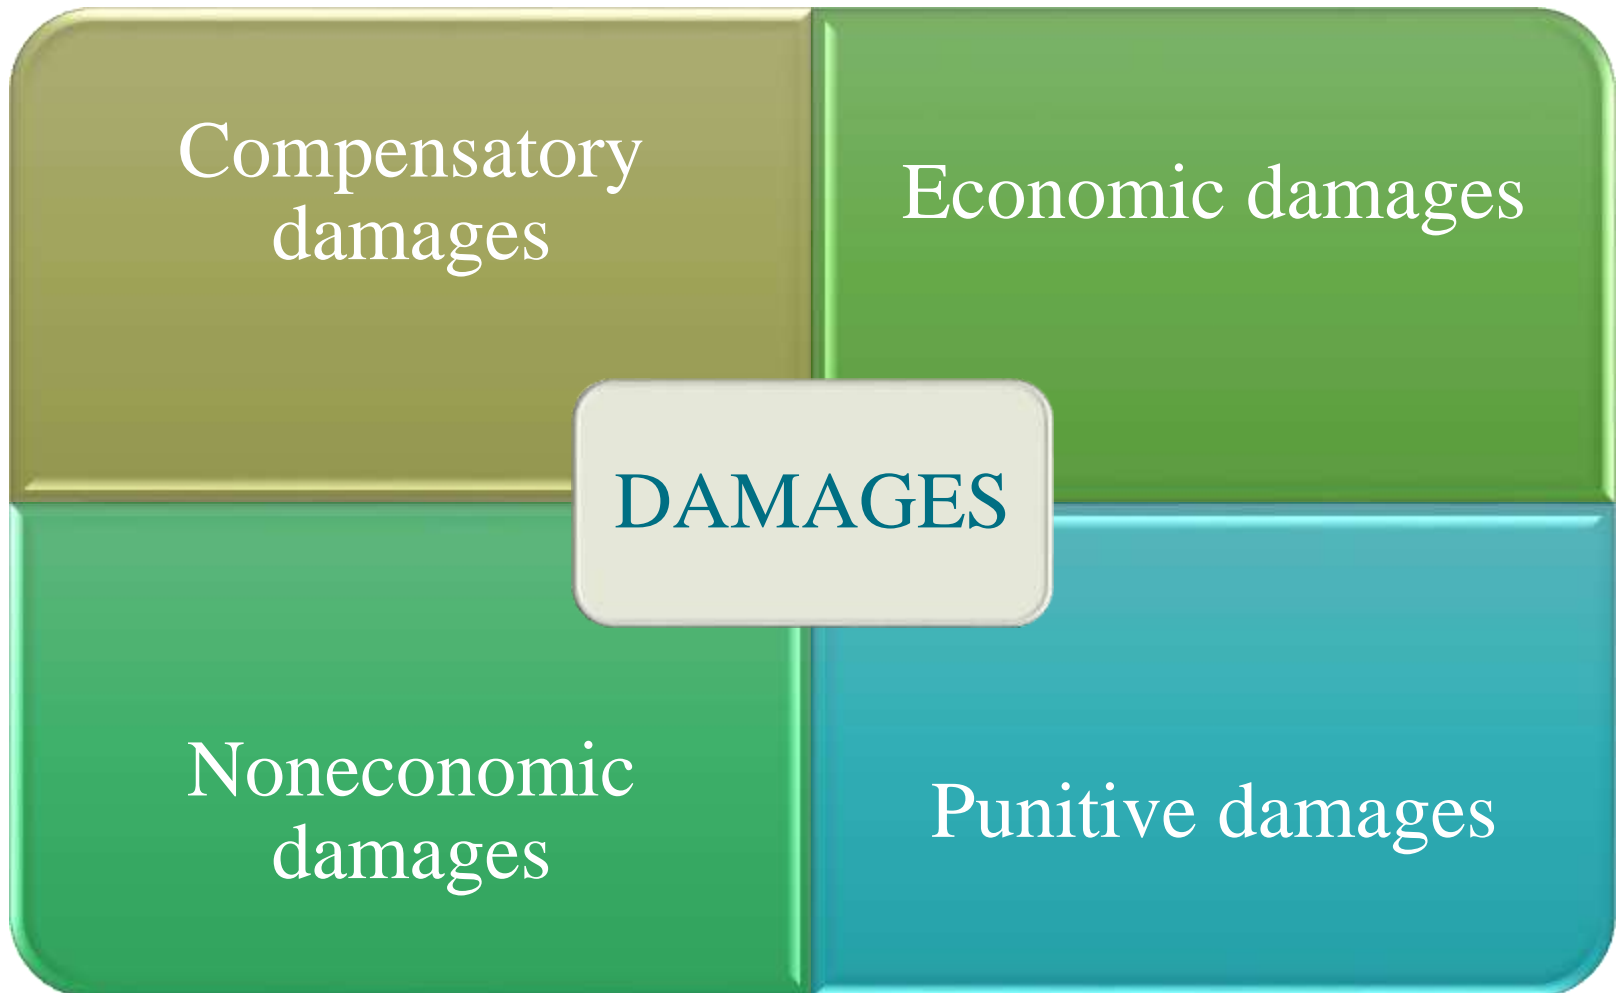 Compensatory
damages
Economic damages
DAMAGES
Noneconomic
damages
Punitive damages